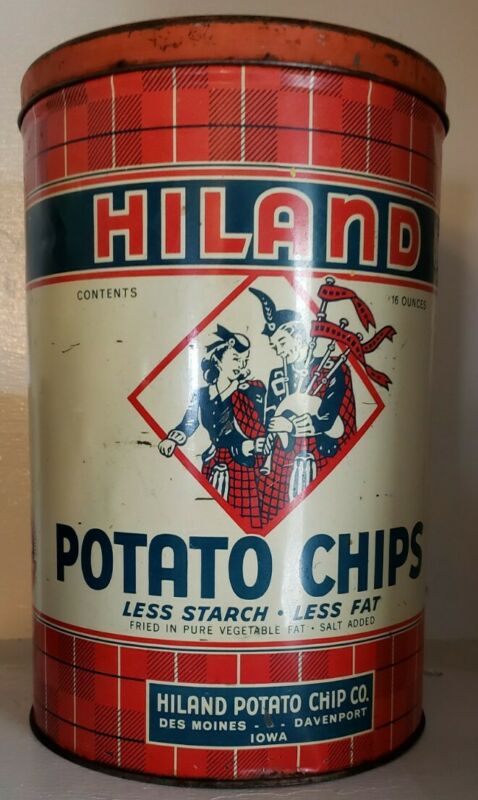 HILAND
CONTENTS 16 OUNCES
POTATO CHIPS
LESS STARCH • LESS FAT
FRIED IN PURE VEGETABLE FAT • SALT ADDED
HILAND POTATO CHIP CO.
DES MOINES - - - DAVENPORT
IOWA